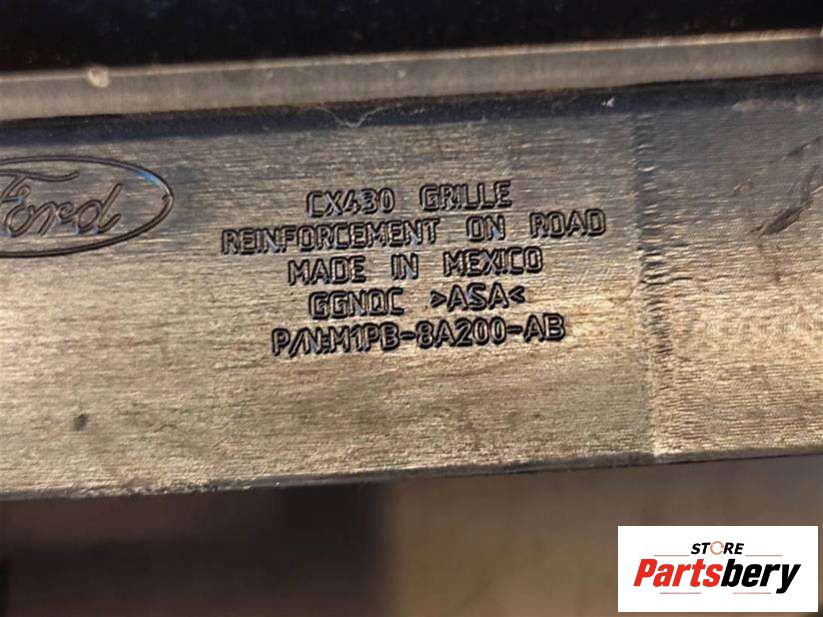 Ford
CX430 GRILLE
REINFORCEMENT ON ROAD
MADE IN MEXICO
GGNQC >ASA<
P/N:M1PB-8A200-AB
STORE
Partsbery